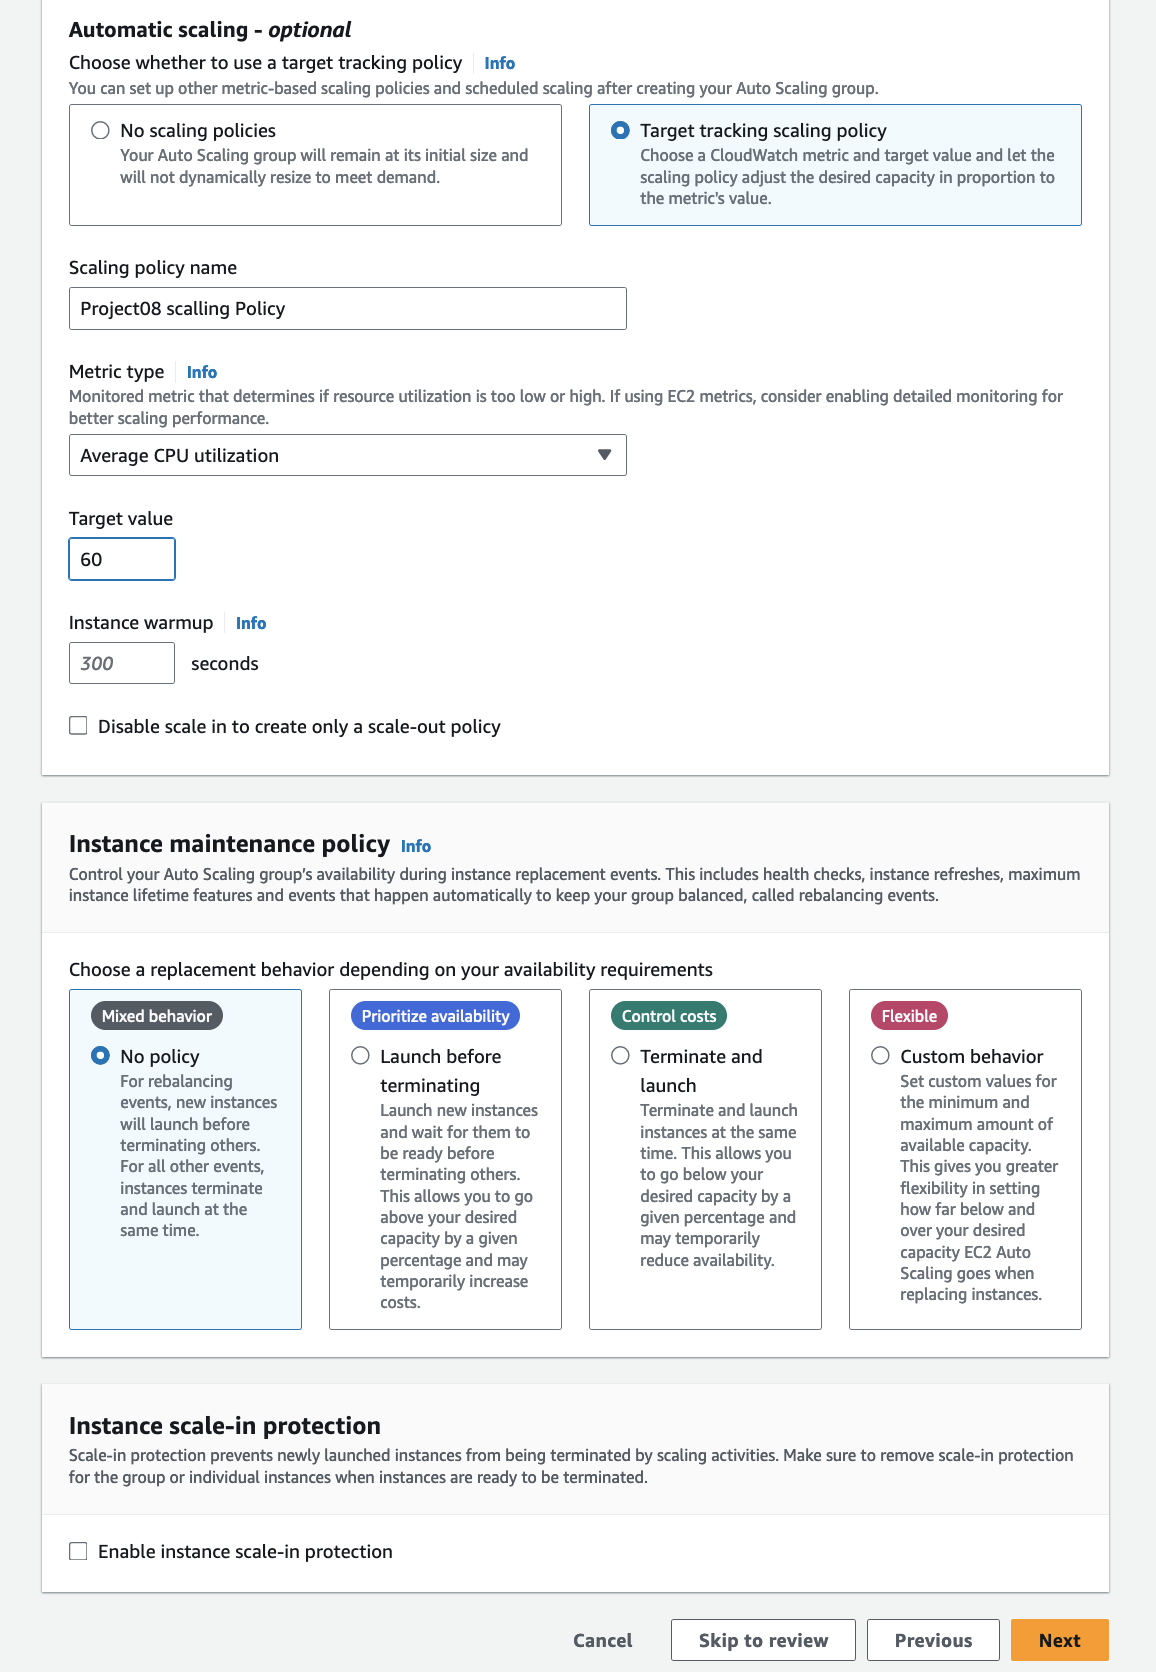 Automatic scaling - optional
Choose whether to use a target tracking policy Info
You can set up other metric-based scaling policies and scheduled scaling after creating your Auto Scaling group.
No scaling policies
Your Auto Scaling group will remain at its initial size and
will not dynamically resize to meet demand.
Target tracking scaling policy
Choose a CloudWatch metric and target value and let the
scaling policy adjust the desired capacity in proportion to
the metric's value.
Scaling policy name
Project08 scalling Policy
Metric type Info
Monitored metric that determines if resource utilization is too low or high. If using EC2 metrics, consider enabling detailed monitoring for
better scaling performance.
Average CPU utilization
Target value
60
Instance warmup Info
300 seconds
Disable scale in to create only a scale-out policy
Instance maintenance policy Info
Control your Auto Scaling group's availability during instance replacement events. This includes health checks, instance refreshes, maximum
instance lifetime features and events that happen automatically to keep your group balanced, called rebalancing events.
Choose a replacement behavior depending on your availability requirements
Mixed behavior
No policy
For rebalancing
events, new instances
will launch before
terminating others.
For all other events,
instances terminate
and launch at the
same time.
Prioritize availability
Launch before
terminating
Launch new instances
and wait for them to
be ready before
terminating others.
This allows you to go
above your desired
capacity by a given
percentage and may
temporarily increase
costs.
Control costs
Terminate and
launch
Terminate and launch
instances at the same
time. This allows you
to go below your
desired capacity by a
given percentage and
may temporarily
reduce availability.
Flexible
Custom behavior
Set custom values for
the minimum and
maximum amount of
available capacity.
This gives you greater
flexibility in setting
how far below and
over your desired
capacity EC2 Auto
Scaling goes when
replacing instances.
Instance scale-in protection
Scale-in protection prevents newly launched instances from being terminated by scaling activities. Make sure to remove scale-in protection
for the group or individual instances when instances are ready to be terminated.
Enable instance scale-in protection
Cancel Skip to review Previous Next